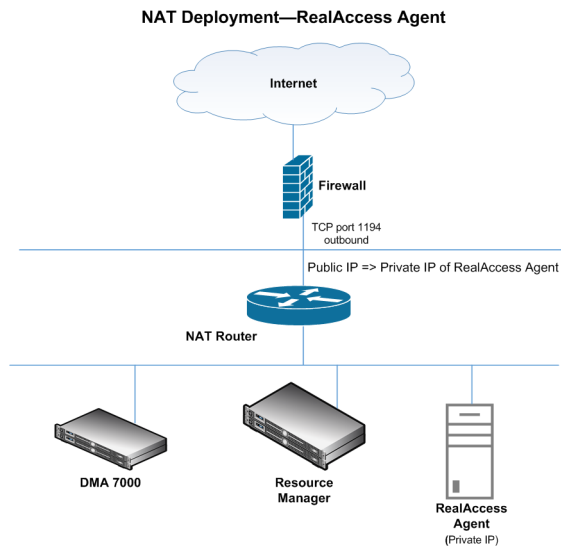 NAT Deployment—RealAccess Agent
Internet
Firewall
TCP port 1194
outbound
Public IP => Private IP of RealAccess Agent
NAT Router
DMA 7000
Resource
Manager
RealAccess
Agent
(Private IP)